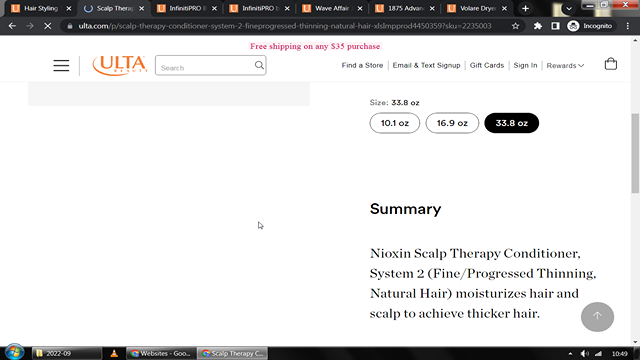 Hair Styling
Scalp Therap
InfinitiPRO B
InfinitiPRO b
Wave Affair
1875 Advan
Volare Dryer
ulta.com/p/scalp-therapy-conditioner-system-2-fineprogressed-thinning-natural-hair-xlslmpprod4450359?sku=2235003
Incognito
Free shipping on any $35 purchase
ULTA
BEAUTY
Search
Find a Store
Email & Text Signup
Gift Cards
Sign In
Rewards
Size: 33.8 oz
10.1 oz
16.9 oz
33.8 oz
Summary
Nioxin Scalp Therapy Conditioner,
System 2 (Fine/Progressed Thinning,
Natural Hair) moisturizes hair and
scalp to achieve thicker hair.
2022-09
Websites - Goo...
Scalp Therapy C...
10:49